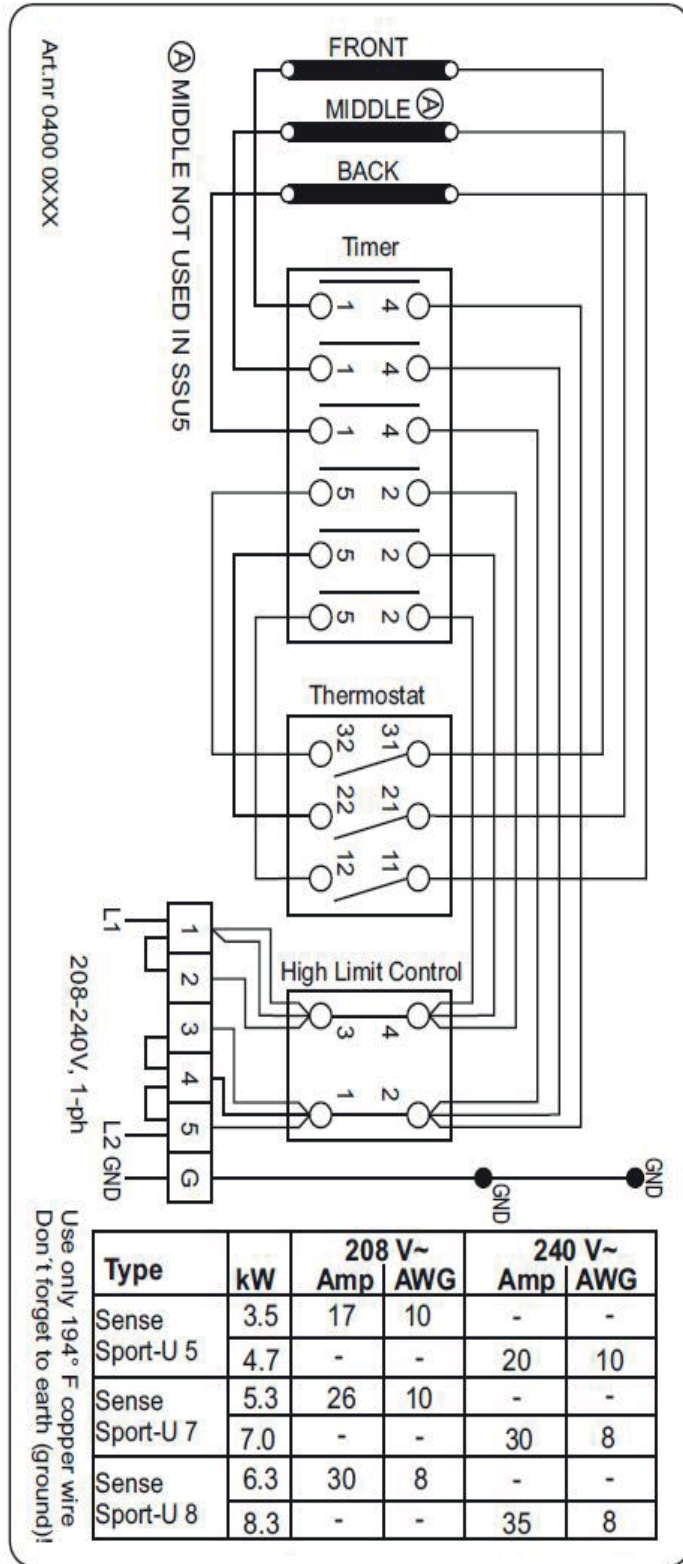 FRONT
MIDDLE Ⓐ
BACK
Ⓐ MIDDLE NOT USED IN SSU5
Art.nr 0400 0XXX
Timer
1 4
1 4
1 4
5 2
5 2
5 2
Thermostat
32 31
22 21
12 11
High Limit Control
3 4
1 2
L1
1
2
3
4
5
G
208-240V, 1-ph
L2
GND
GND
GND
Use only 194° F copper wire
Don´t forget to earth (ground)!
208 V~ 240 V~
Type kW Amp AWG Amp AWG
Sense Sport-U 5 3.5 17 10 - -
4.7 - - 20 10
Sense Sport-U 7 5.3 26 10 - -
7.0 - - 30 8
Sense Sport-U 8 6.3 30 8 - -
8.3 - - 35 8